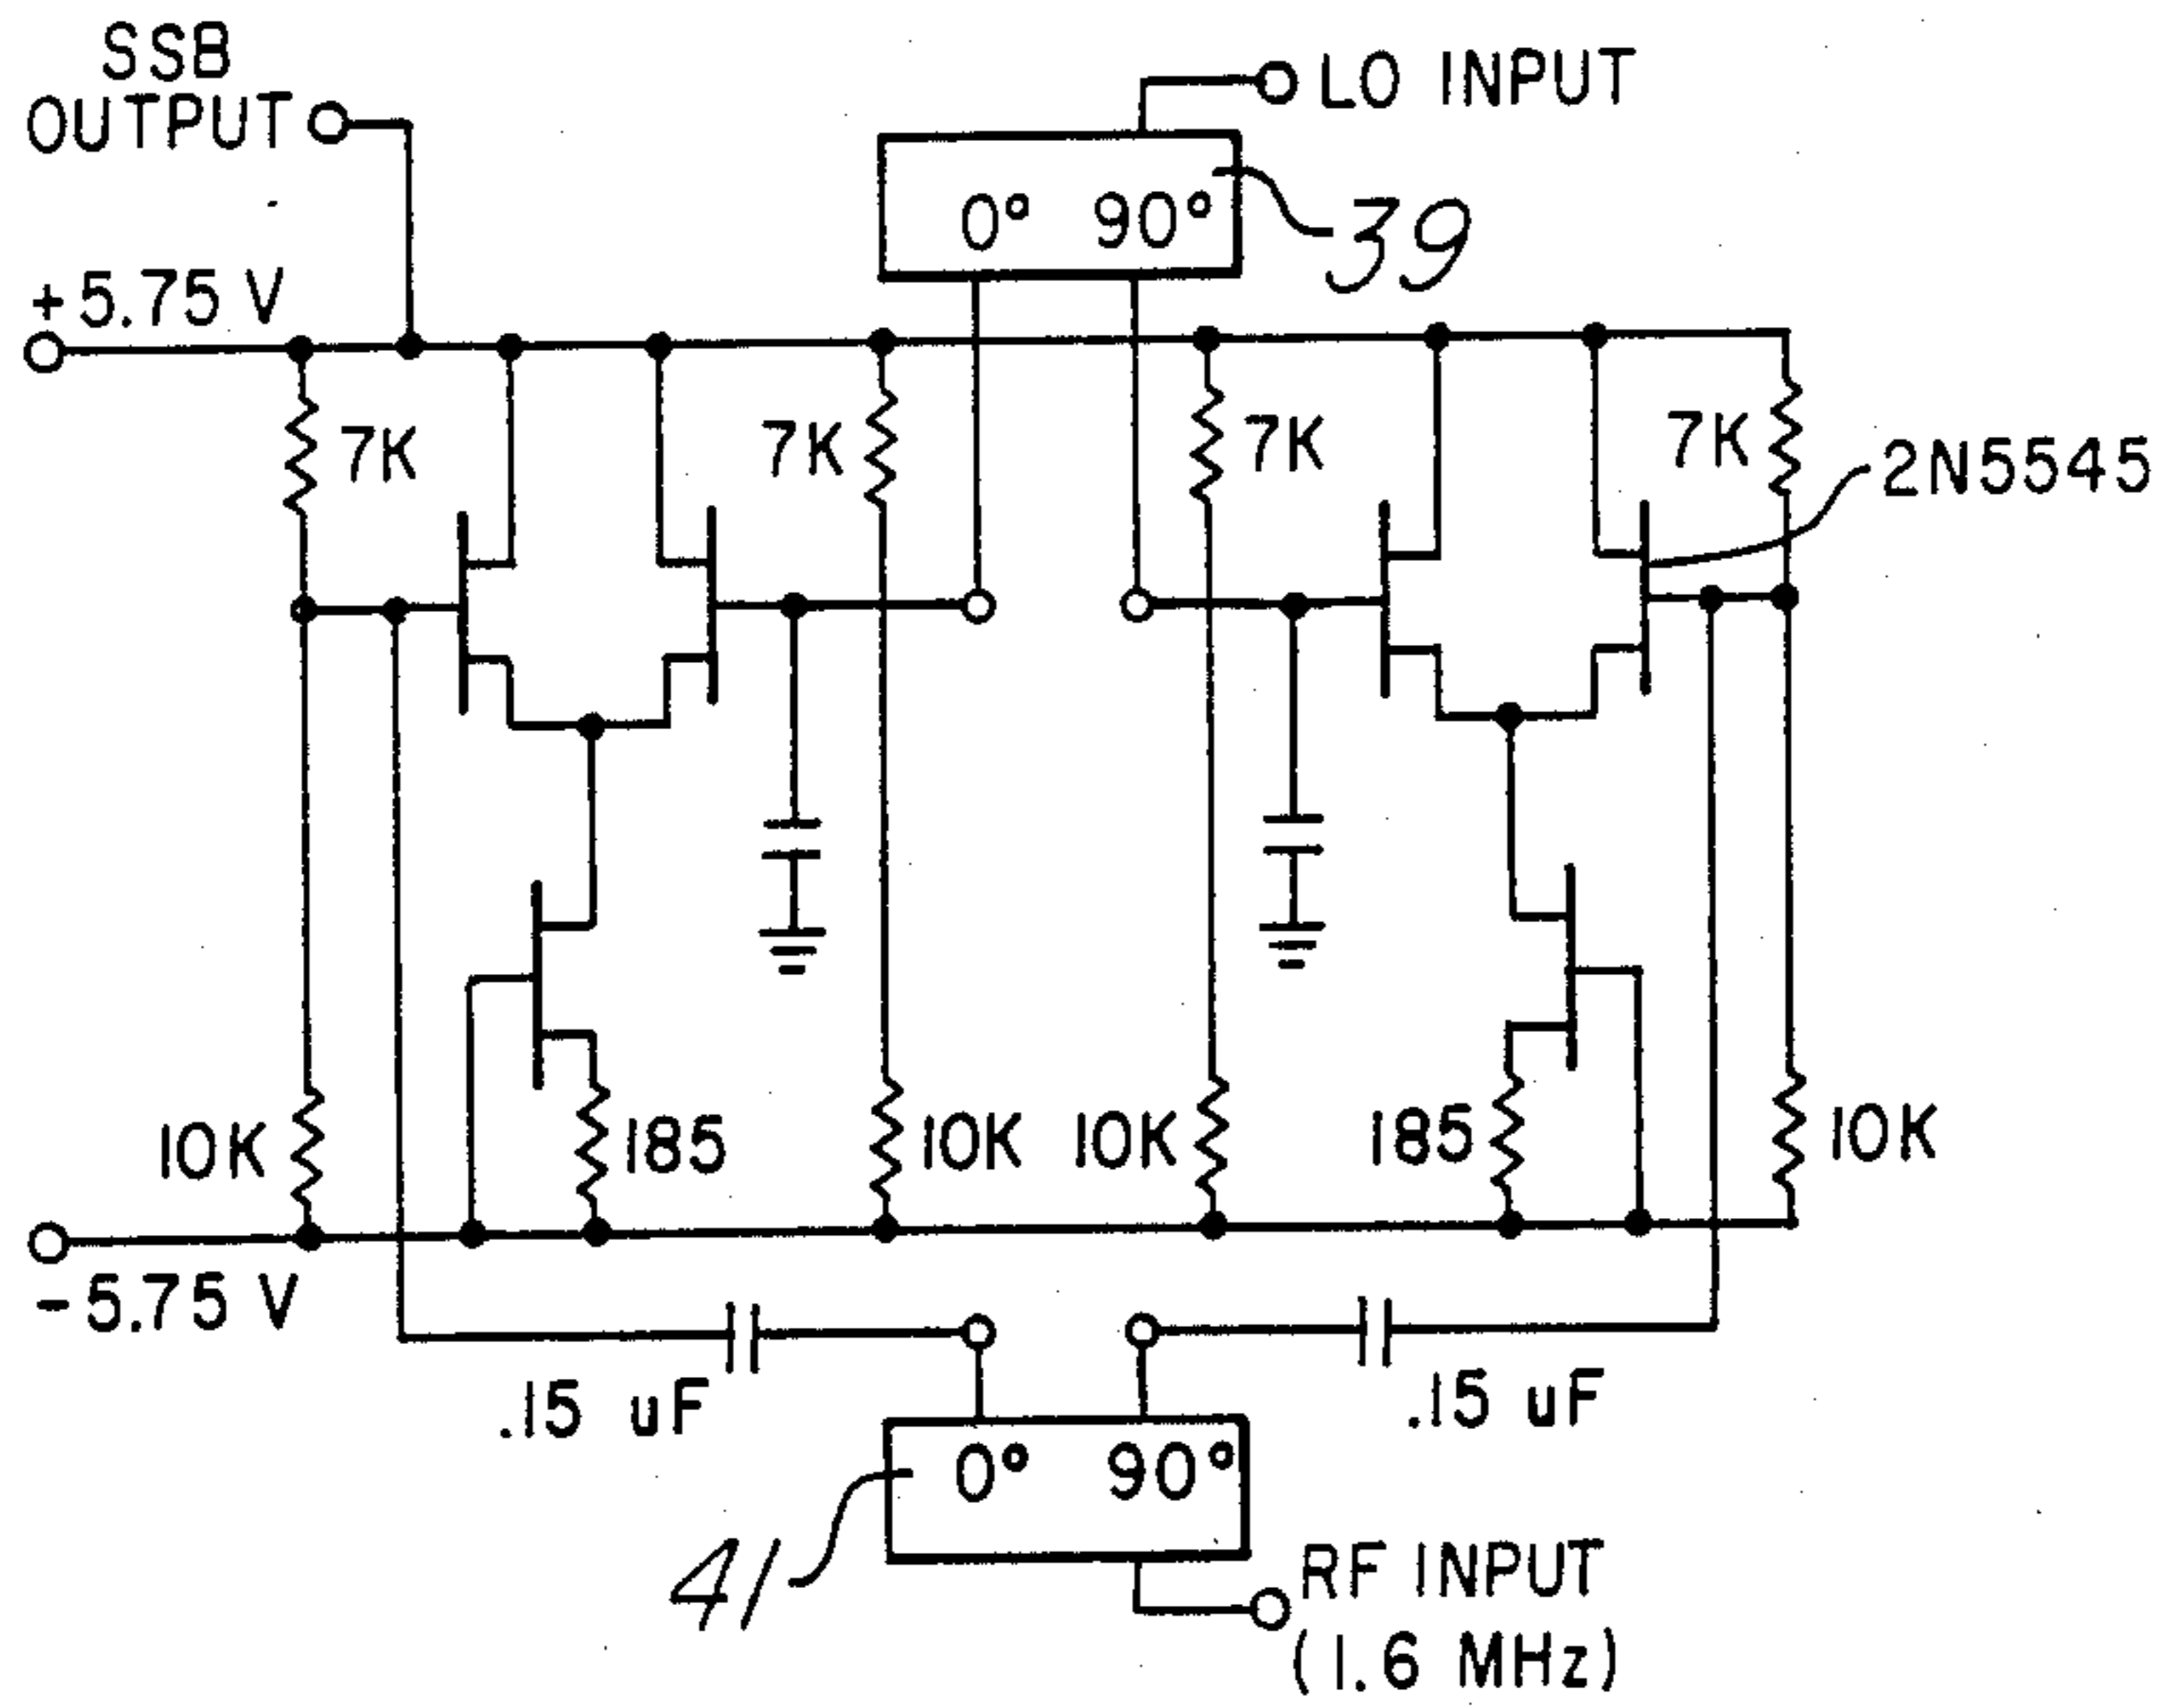 SSB
OUTPUT
LO INPUT
0° 90°
39
+5.75 V
7K
7K
7K
7K
2N5545
10K
185
10K
10K
185
10K
-5.75 V
.15 uF
.15 uF
0° 90°
41
RF INPUT
(1.6 MHz)